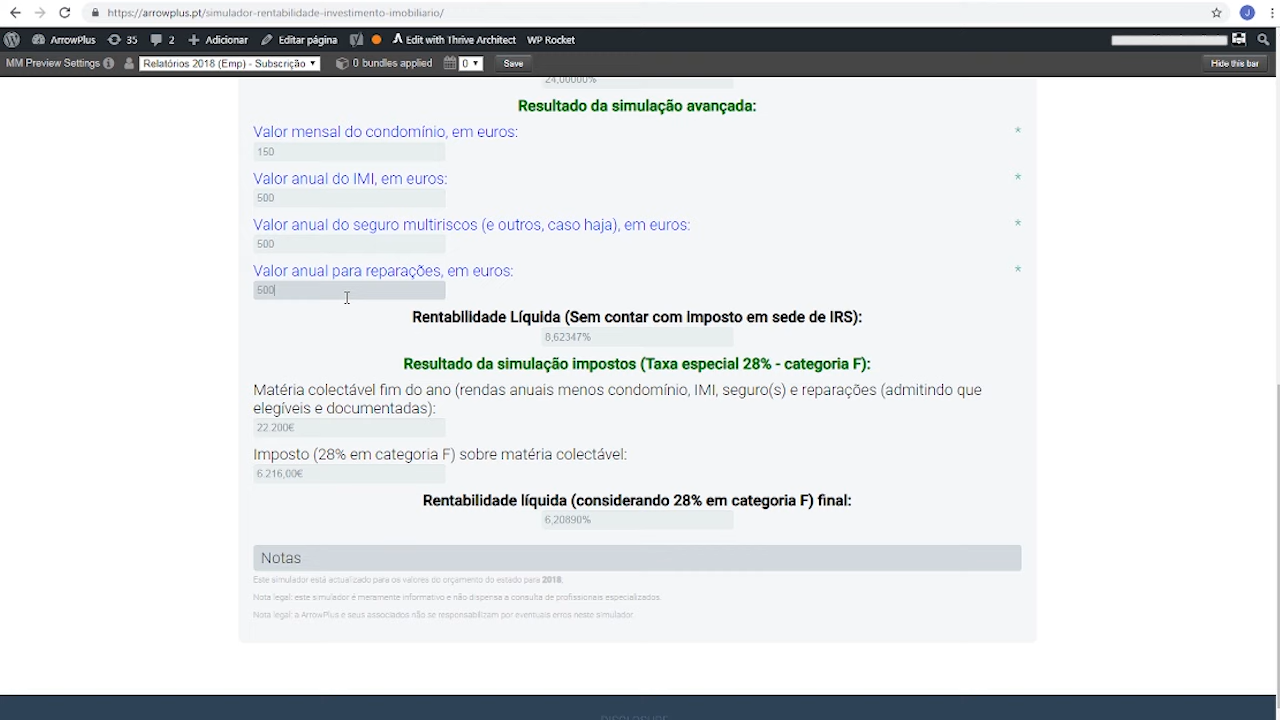 https://arrowplus.pt/simulador-rentabilidade-investimento-imobiliario/
J
ArrowPlus 35 2 Adicionar Editar página Edit with Thrive Architect WP Rocket
MM Preview Settings Relatórios 2018 (Emp) - Subscrição 0 bundles applied 0 Save Hide this bar
24,00000%
Resultado da simulação avançada:
Valor mensal do condomínio, em euros: *
150
Valor anual do IMI, em euros: *
500
Valor anual do seguro multiriscos (e outros, caso haja), em euros: *
500
Valor anual para reparações, em euros: *
500
Rentabilidade Líquida (Sem contar com Imposto em sede de IRS):
8,62347%
Resultado da simulação impostos (Taxa especial 28% - categoria F):
Matéria colectável fim do ano (rendas anuais menos condomínio, IMI, seguro(s) e reparações (admitindo que
elegíveis e documentadas):
22.200€
Imposto (28% em categoria F) sobre matéria colectável:
6.216,00€
Rentabilidade líquida (considerando 28% em categoria F) final:
6,20890%
Notas
Este simulador está actualizado para os valores do orçamento do estado para 2018;
Nota legal: este simulador é meramente informativo e não dispensa a consulta de profissionais especializados.
Nota legal: a ArrowPlus e seus associados não se responsabilizam por eventuais erros neste simulador.
DISCLOSURE